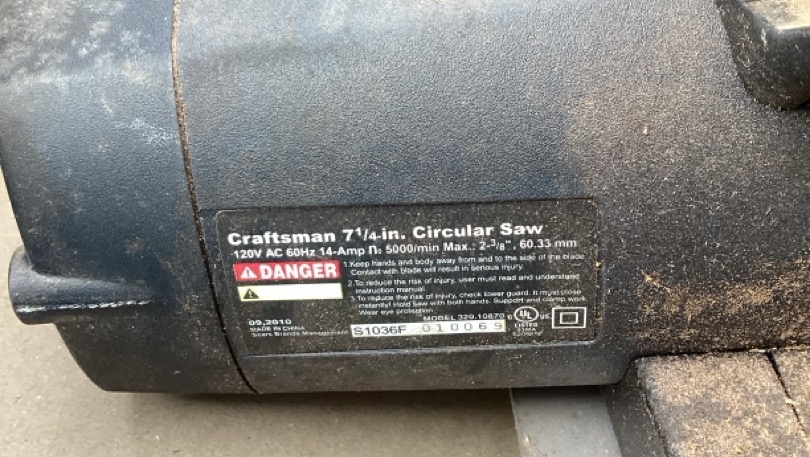 Craftsman 7 1/4-in. Circular Saw
120V AC 60Hz 14-Amp n₀ 5000/min Max.: 2-3/8". 60.33 mm
DANGER
1.Keep hands and body away from and to the side of the blade.
Contact with blade will result in serious injury.
2.To reduce the risk of injury, user must read and understand
instruction manual.
3.To reduce the risk of injury, check lower guard. It must close
instantly! Hold saw with both hands. Support and clamp work.
Wear eye protection.
09,2010
MADE IN CHINA
Sears Brands Management
MODEL 320.10870
S1036F 010069
C UL US
LISTED